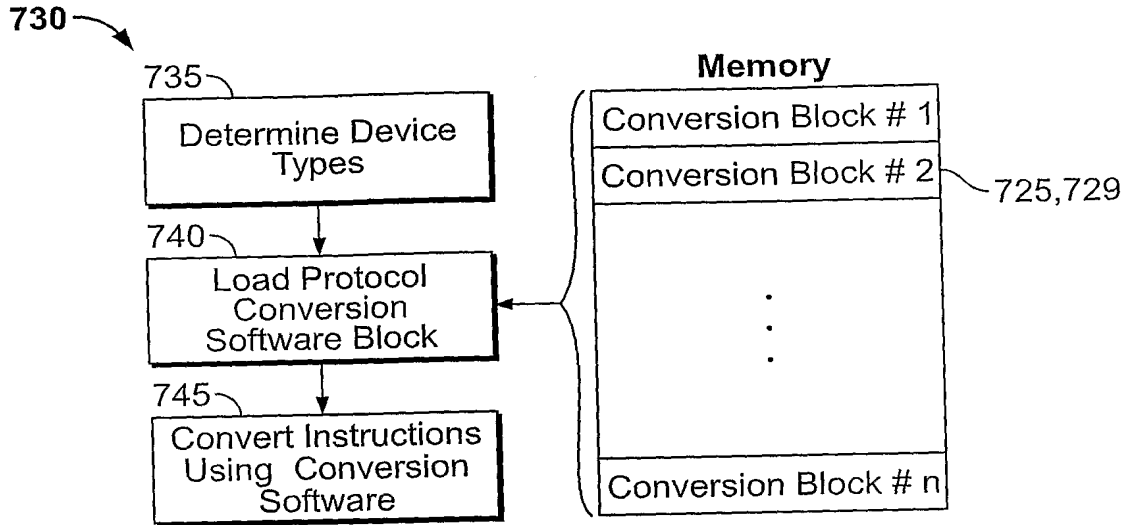 730
735
Determine Device
Types
740
Load Protocol
Conversion
Software Block
745
Convert Instructions
Using Conversion
Software
Memory
Conversion Block # 1
Conversion Block # 2
725,729
Conversion Block # n